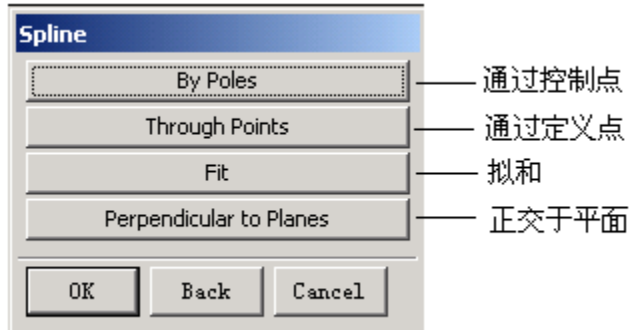 Spline
By Poles 通过控制点
Through Points 通过定义点
Fit 拟和
Perpendicular to Planes 正交于平面
OK Back Cancel